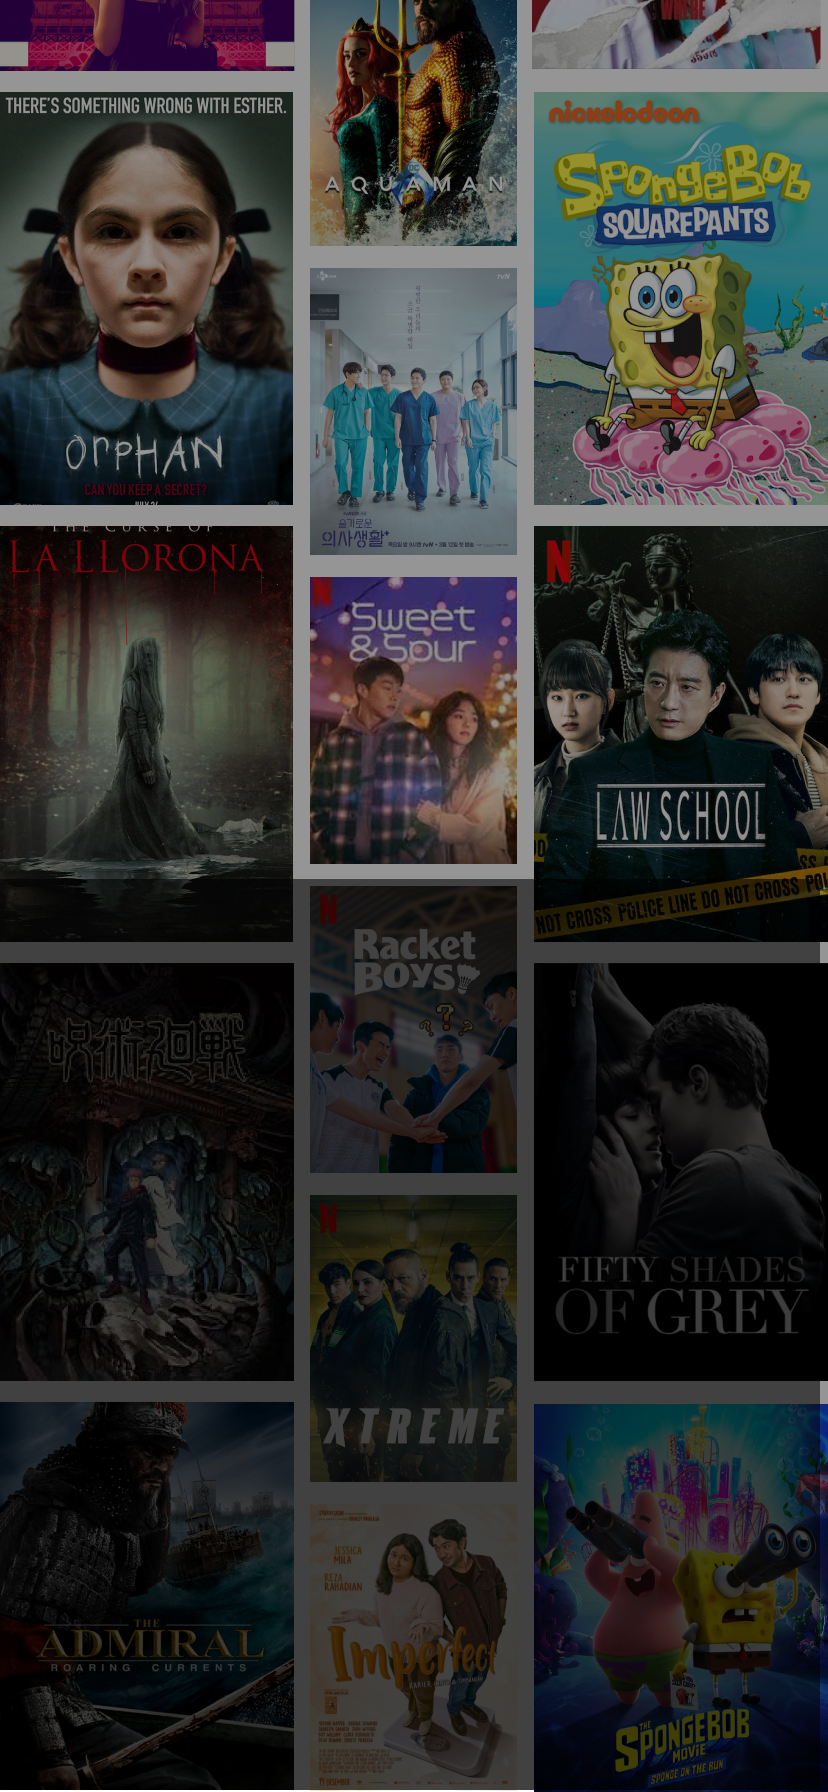 THERE'S SOMETHING WRONG WITH ESTHER.
ORPHAN
CAN YOU KEEP A SECRET?
THE CURSE OF
LA LLORONA
呪術廻戦
THE
ADMIRAL
ROARING CURRENTS
AQUAMAN
tvN
슬기로운
의사생활
N
Sweet
& Sour
N
Racket
Boys
? ? ?
N
XTREME
JESSICA
MILA
REZA
RAHADIAN
Imperfect
nickelodeon
SpongeBob
SQUAREPANTS
N
LAW SCHOOL
NOT CROSS POLICE LINE DO NOT CROSS
FIFTY SHADES
OF GREY
THE
SPONGEBOB
MOVIE
SPONGE ON THE RUN